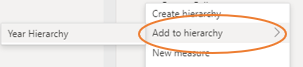 Create hierarchy
Year Hierarchy
Add to hierarchy
New measure